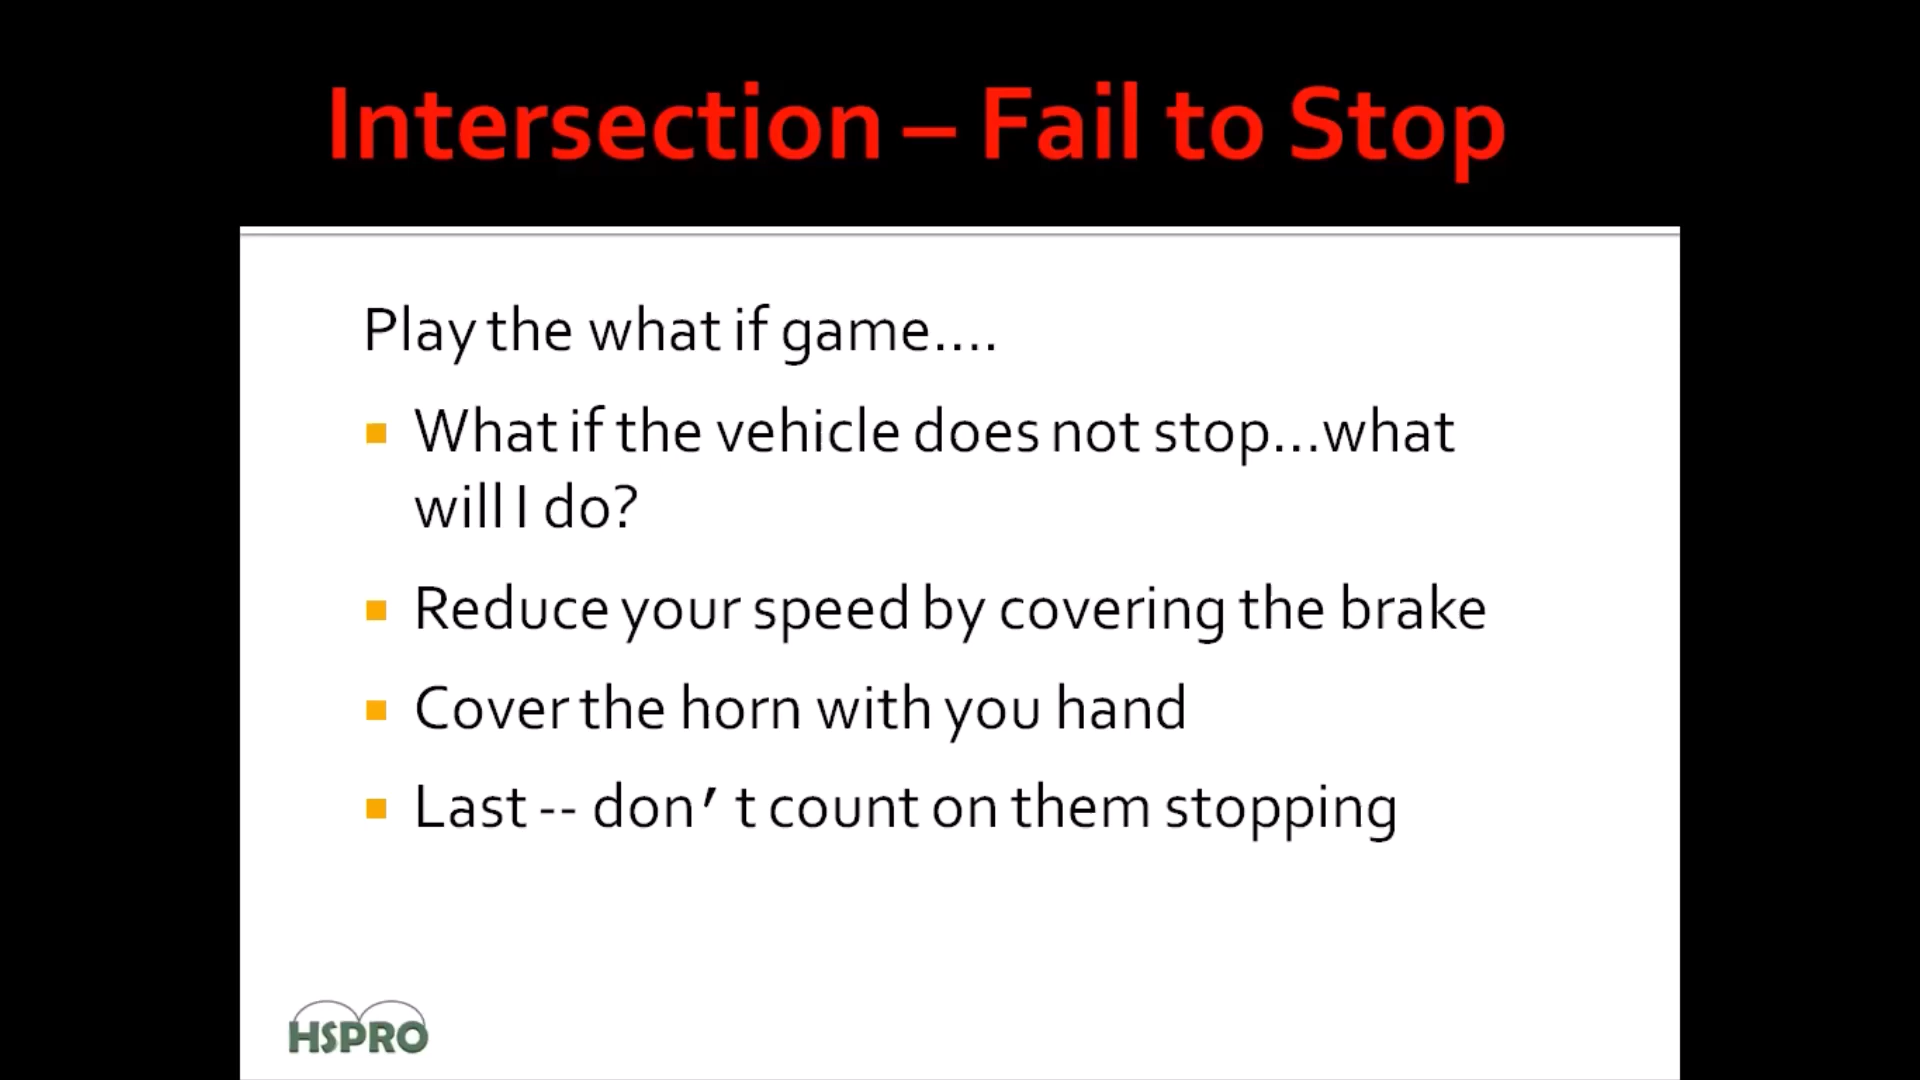 Intersection – Fail to Stop
Play the what if game....
What if the vehicle does not stop...what
will I do?
Reduce your speed by covering the brake
Cover the horn with you hand
Last -- don’ t count on them stopping
HSPRO